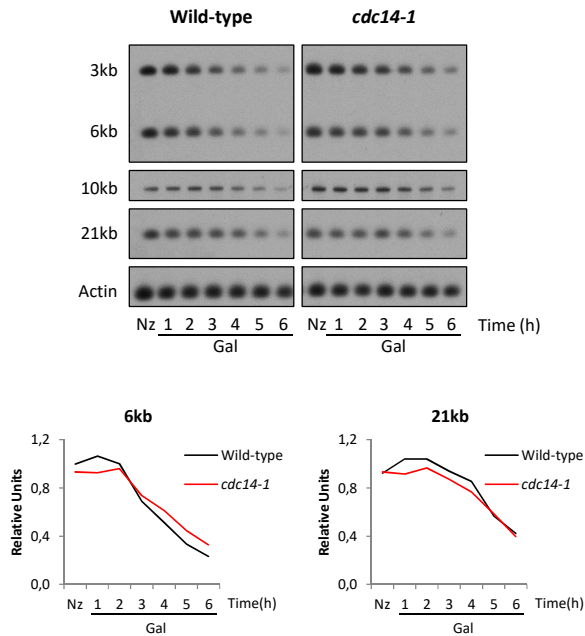 Wild-type cdc14-1
3kb
6kb
10kb
21kb
Actin
Nz 1 2 3 4 5 6 Nz 1 2 3 4 5 6 Time (h)
Gal Gal
6kb
1,2
0,8
0,4
0,0
Relative Units
Wild-type
cdc14-1
Nz 1 2 3 4 5 6 Time(h)
Gal
21kb
1,2
0,8
0,4
0,0
Relative Units
Wild-type
cdc14-1
Nz 1 2 3 4 5 6 Time(h)
Gal